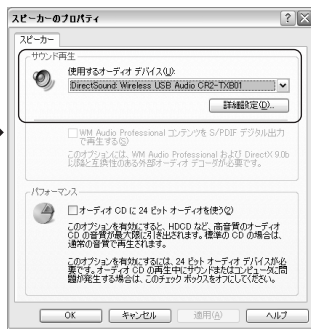 スピーカーのプロパティ
スピーカー
サウンド再生
使用するオーディオ デバイス(U):
DirectSound: Wireless USB Audio CR2-TXB01
詳細設定(D)...
WM Audio Professional コンテンツを S/PDIF デジタル出力
で再生する(S)
このオプションには、WM Audio Professional および DirectX 9.0b
以降と互換性のある外部オーディオ デコーダが必要です。
パフォーマンス
オーディオ CD に 24 ビット オーディオを使う(2)
このオプションを有効にすると、HDCD など、高音質のオーディオ
CD の音質が最大限に引き出されます。標準の CD の場合は、
通常の音質で再生されます。
このオプションを有効にするには、24 ビット オーディオ デバイスが必
要です。オーディオ CD の再生中にサウンドまたはコンピュータに問
題が発生する場合は、このチェック ボックスをオフにしてください。
OK
キャンセル
適用(A)
ヘルプ